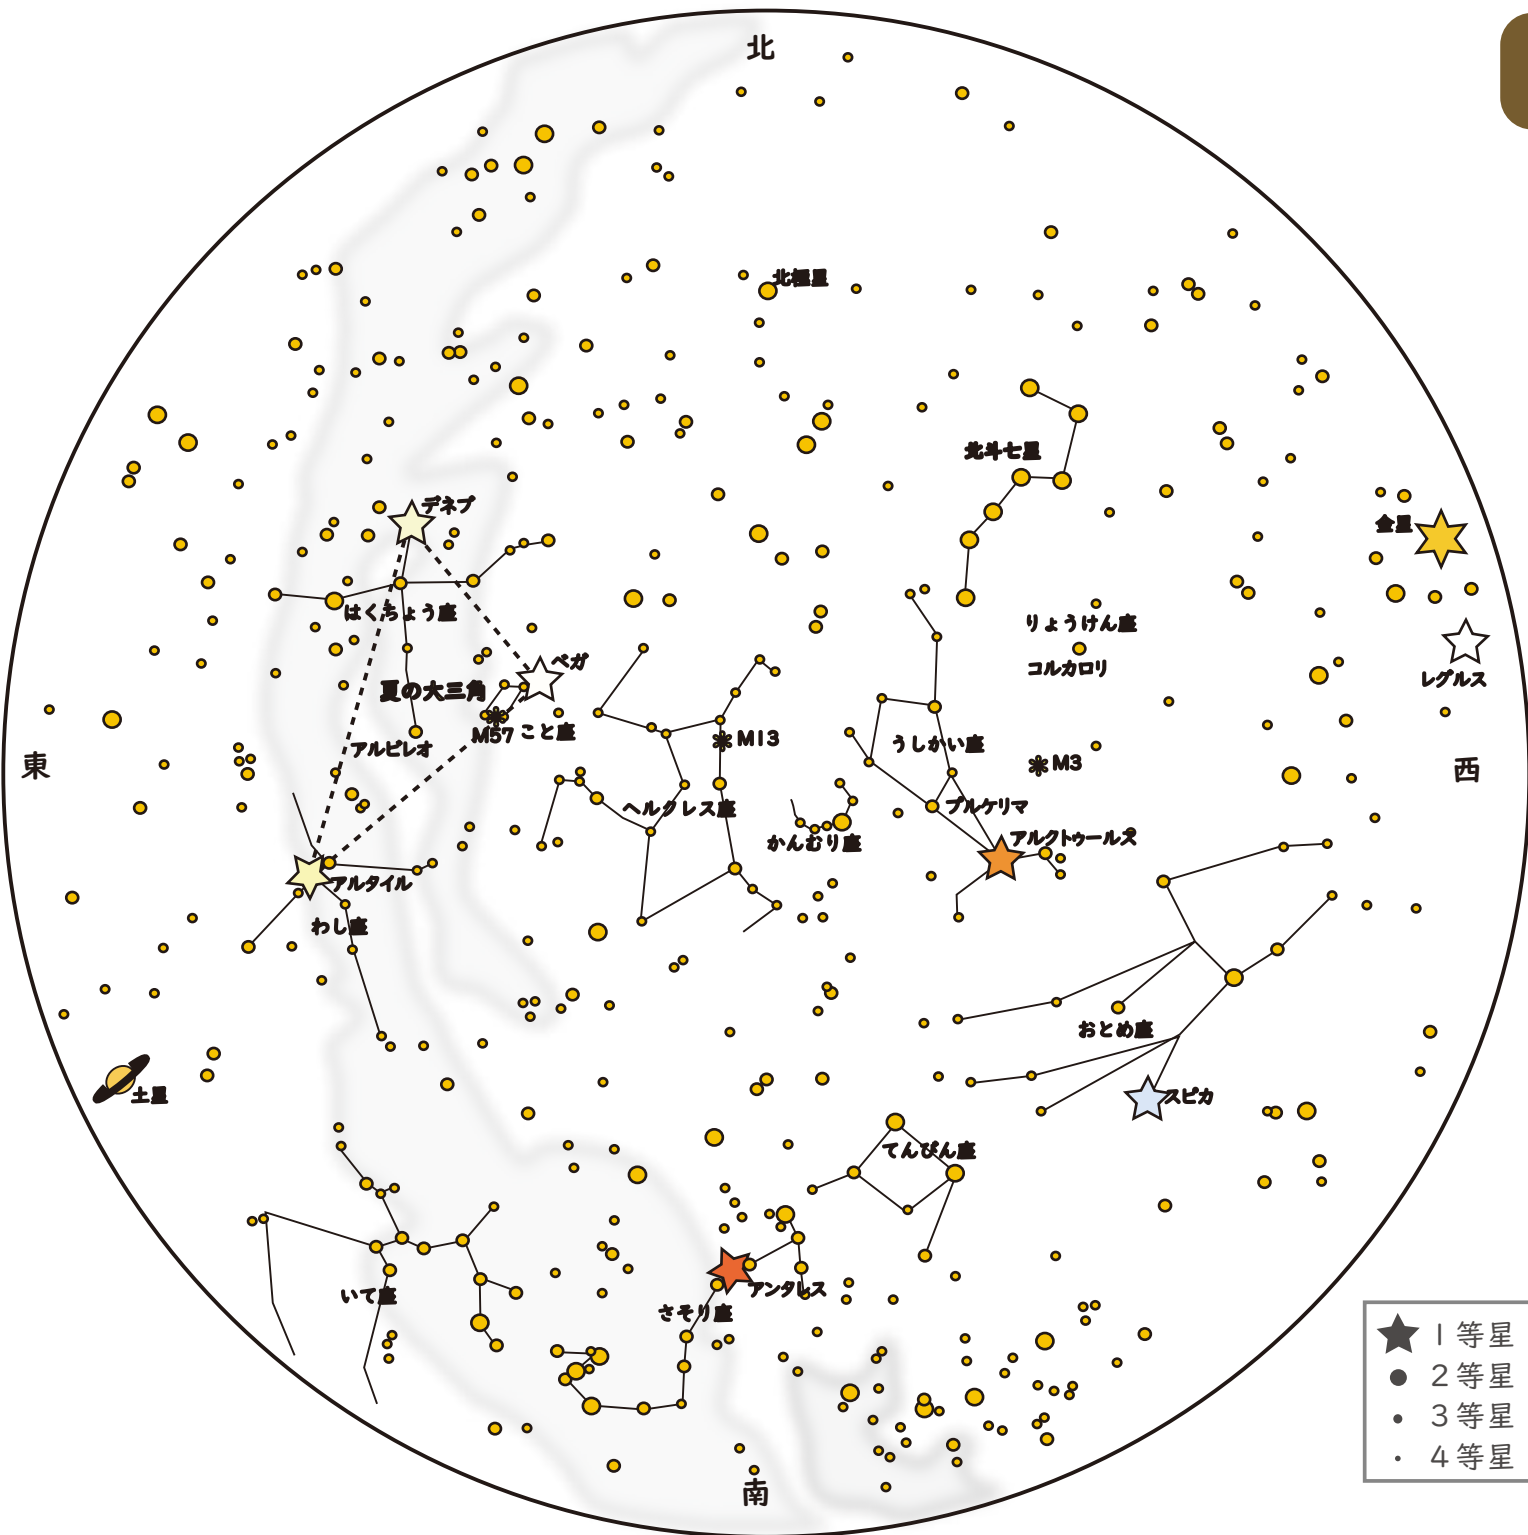 北
北極星
北斗七星
デネブ
金星
はくちょう座
りょうけん座
ベガ
コルカロリ
レグルス
夏の大三角
M57 こと座
アルビレオ
M13
うしかい座
M3
東
西
ヘルクレス座
プルケリマ
かんむり座
アルクトゥールス
アルタイル
わし座
おとめ座
土星
スピカ
てんびん座
いて座
アンタレス
さそり座
南
1等星
2等星
3等星
4等星